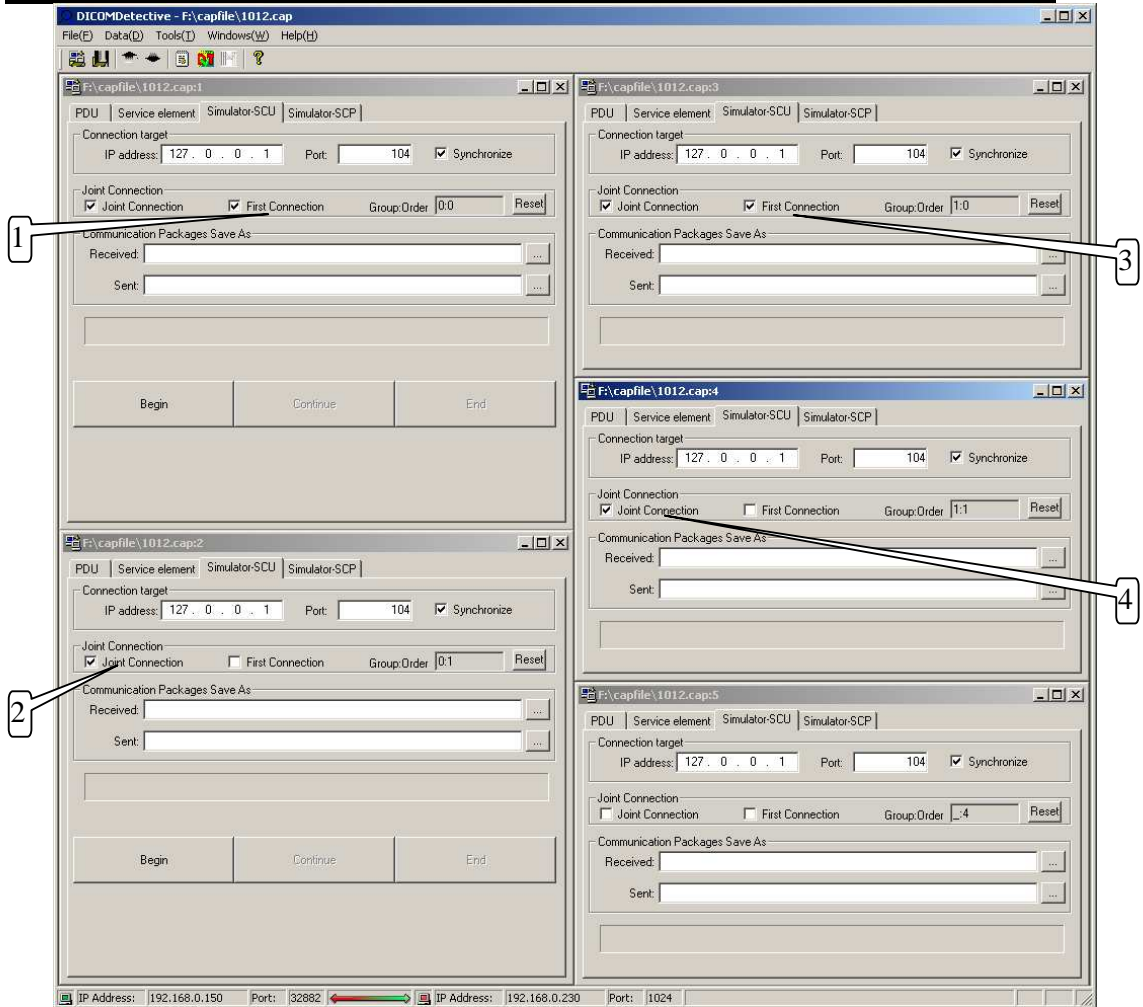 DICOMDetective - F:\capfile\1012.cap
File(F) Data(D) Tools(T) Windows(W) Help(H)
F:\capfile\1012.cap:1
PDU Service element Simulator-SCU Simulator-SCP
Connection target
IP address: 127 . 0 . 0 . 1 Port: 104 Synchronize
Joint Connection
Joint Connection First Connection Group:Order 0:0 Reset
Communication Packages Save As
Received: ...
Sent: ...
Begin Continue End
1
F:\capfile\1012.cap:2
PDU Service element Simulator-SCU Simulator-SCP
Connection target
IP address: 127 . 0 . 0 . 1 Port: 104 Synchronize
Joint Connection
Joint Connection First Connection Group:Order 0:1 Reset
Communication Packages Save As
Received: ...
Sent: ...
Begin Continue End
2
F:\capfile\1012.cap:3
PDU Service element Simulator-SCU Simulator-SCP
Connection target
IP address: 127 . 0 . 0 . 1 Port: 104 Synchronize
Joint Connection
Joint Connection First Connection Group:Order 1:0 Reset
Communication Packages Save As
Received: ...
Sent: ...
3
F:\capfile\1012.cap:4
PDU Service element Simulator-SCU Simulator-SCP
Connection target
IP address: 127 . 0 . 0 . 1 Port: 104 Synchronize
Joint Connection
Joint Connection First Connection Group:Order 1:1 Reset
Communication Packages Save As
Received: ...
Sent: ...
4
F:\capfile\1012.cap:5
PDU Service element Simulator-SCU Simulator-SCP
Connection target
IP address: 127 . 0 . 0 . 1 Port: 104 Synchronize
Joint Connection
Joint Connection First Connection Group:Order _:4 Reset
Communication Packages Save As
Received: ...
Sent: ...
IP Address: 192.168.0.150 Port: 32882 IP Address: 192.168.0.230 Port: 1024